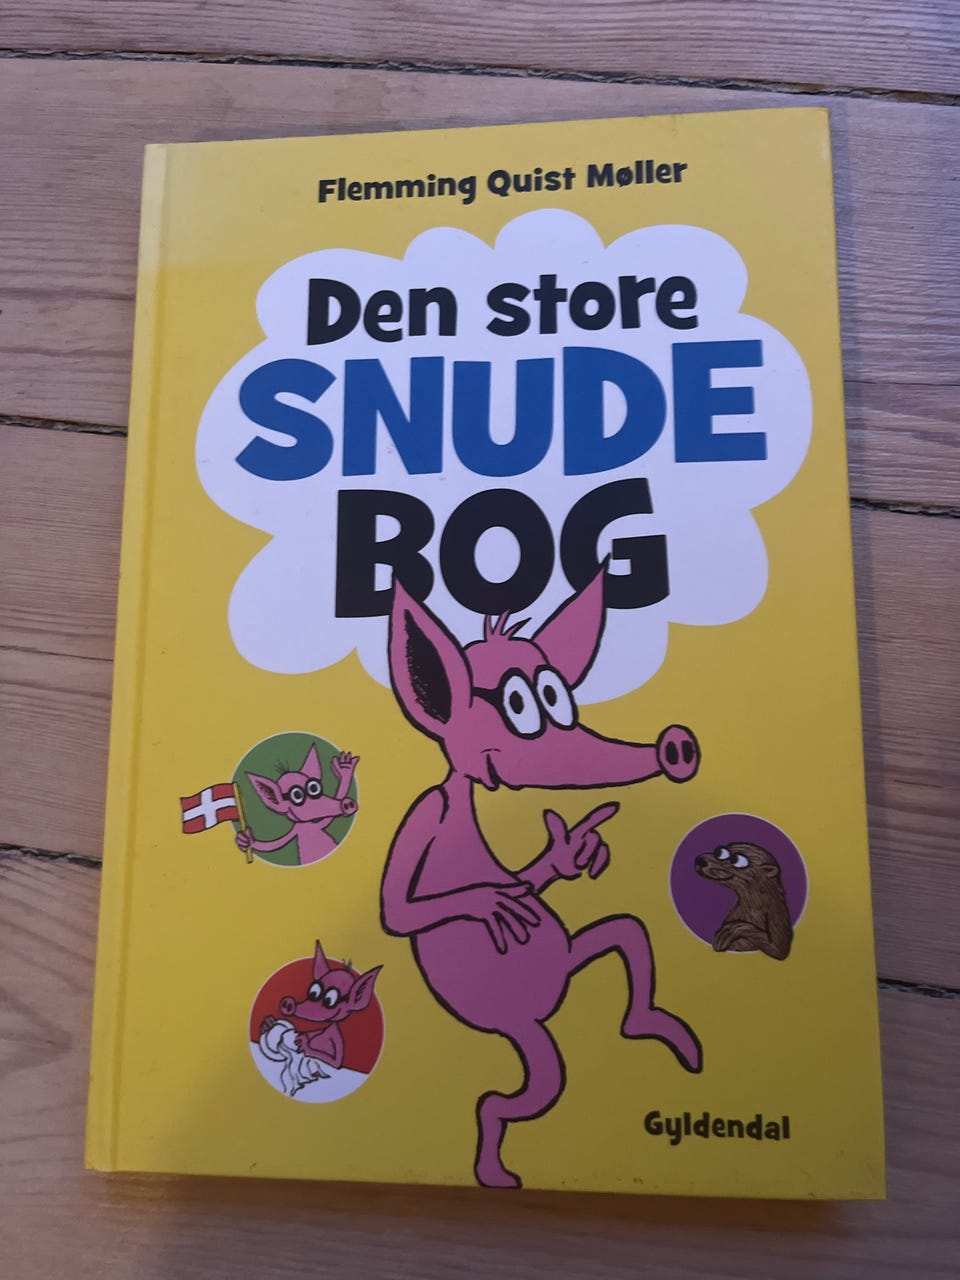 Flemming Quist Møller
Den store
SNUDE
BOG
Gyldendal